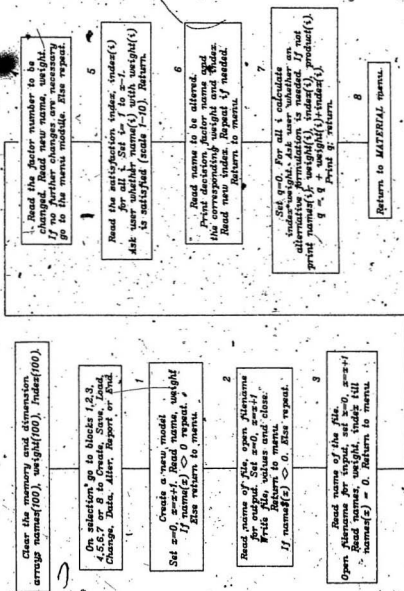 Clear the memory and dimension
arrays names(100), weight(100), index(100).
On selection go to blocks 1,2,3,
4,5,6,7 or 8 to Create, Save, Load,
Change, Data, Alter, Report or End.
1
Create a new model
Set x=0, x=x+1. Read name, weight
If name(x) <> 0 repeat.
Else return to menu.
2
Read name of file, open filename
for output. Set x=0, x=x+1
Write file, values and close.
Return to menu
If names(x) <> 0. Else repeat.
3
Read name of the file.
Open filename for input, set x=0, x=x+1
Read names, weight, index till
names(x) = 0. Return to menu
Read the factor number to be
changed. Read new name, weight.
If no further changes are necessary
go to the menu module. Else repeat.
5
Read the satisfaction index, index(i)
for all i. Set i= 1 to x-1.
Ask user whether name(i) with weight(i)
is satisfied (scale 1-10). Return.
6
Read name to be altered.
Print decision factor name and
the corresponding weight and index.
Read new index. Repeat if needed.
Return to menu
7
Set q=0. For all i calculate
index*weight. Ask user whether an
alternative formulation is needed. If not
print names(i), weight(i), index(i), product(i).
q = q + weight(i)*index(i)
Print q; return.
8
Return to MATERIAL menu.